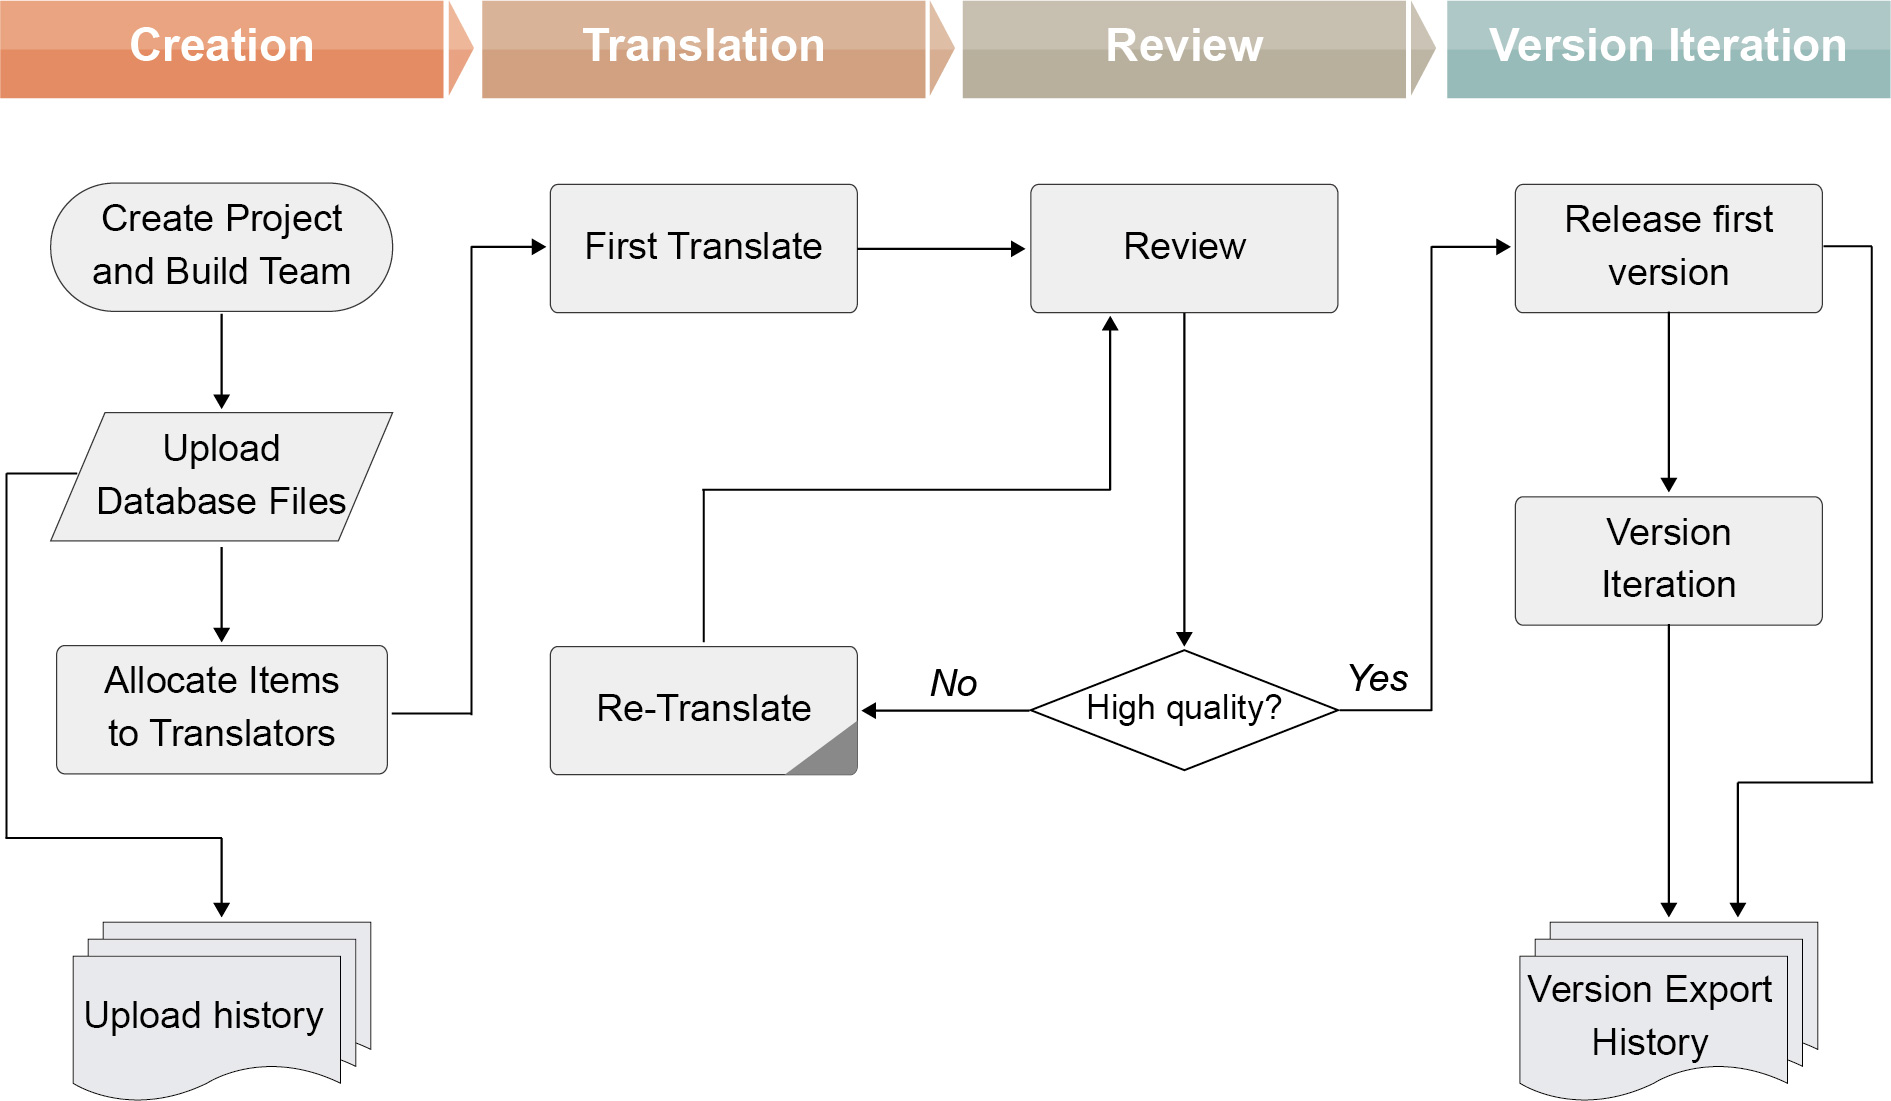 Creation
Translation
Review
Version Iteration
Create Project
and Build Team
Upload
Database Files
Allocate Items
to Translators
Upload history
First Translate
Re-Translate
Review
No
High quality?
Yes
Release first
version
Version
Iteration
Version Export
History